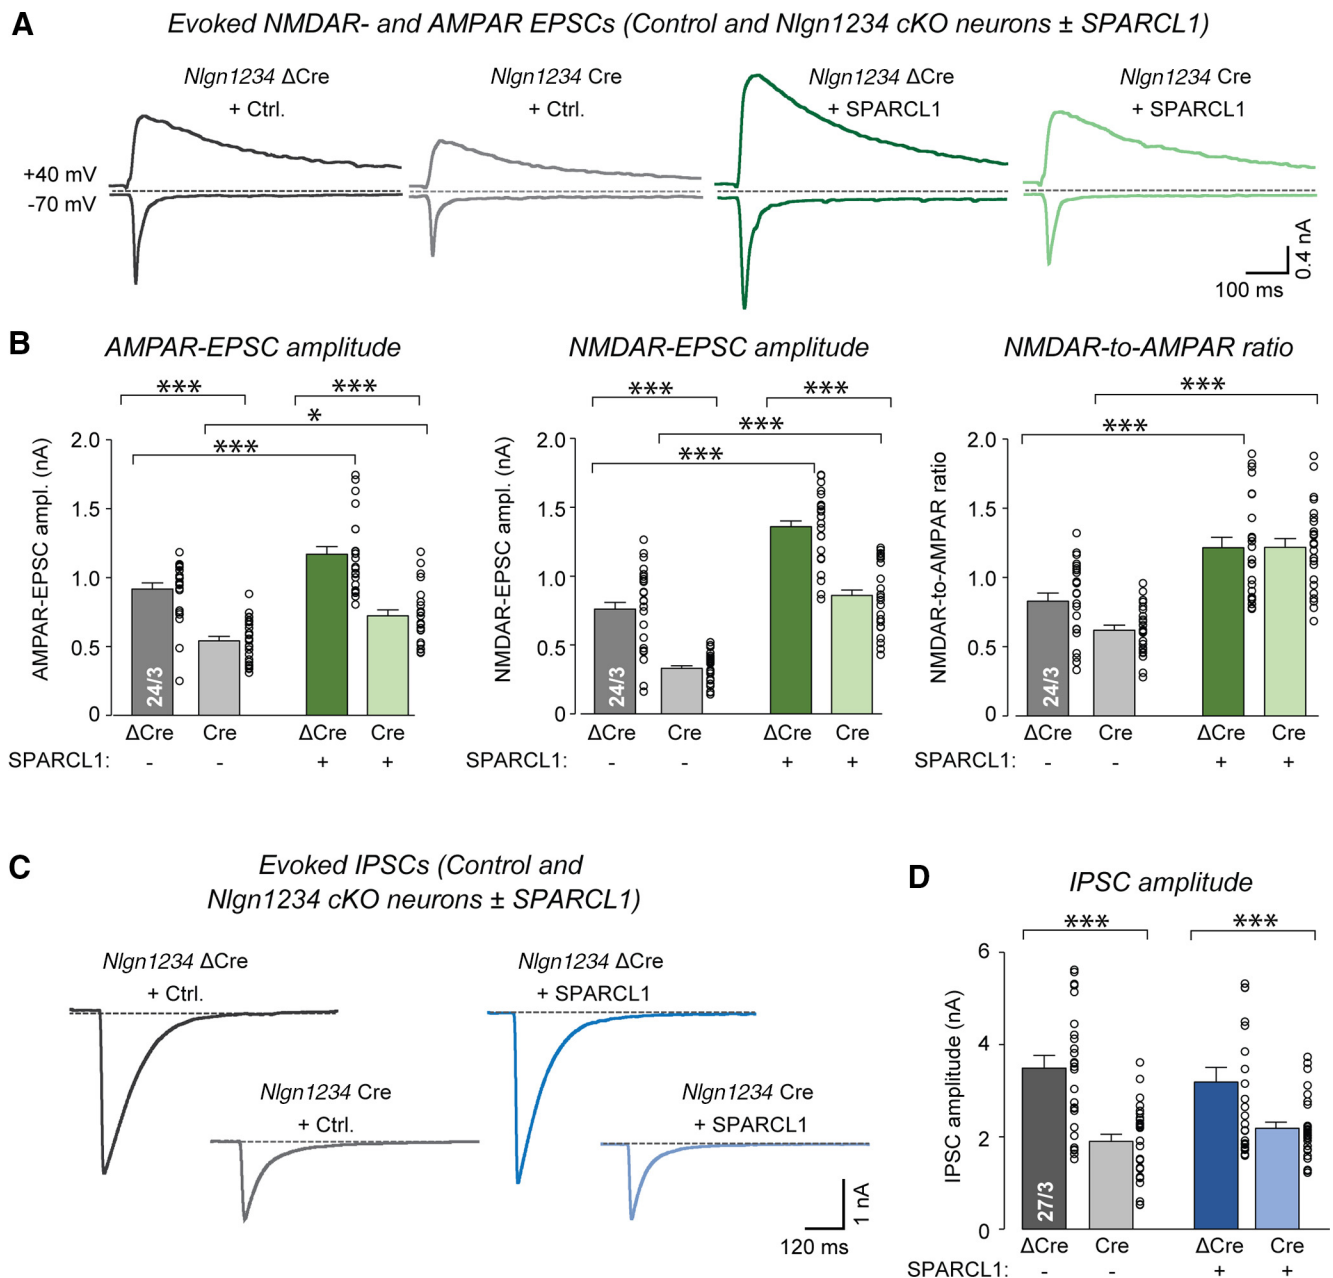 A
Evoked NMDAR- and AMPAR EPSCs (Control and Nlgn1234 cKO neurons ± SPARCL1)
Nlgn1234 ΔCre
+ Ctrl.
Nlgn1234 Cre
+ Ctrl.
Nlgn1234 ΔCre
+ SPARCL1
Nlgn1234 Cre
+ SPARCL1
+40 mV
-70 mV
0.4 nA
100 ms
B
AMPAR-EPSC amplitude
***
***
*
***
AMPAR-EPSC ampl. (nA)
2.0
1.5
1.0
0.5
0
24/3
ΔCre
Cre
ΔCre
Cre
SPARCL1:
-
-
+
+
NMDAR-EPSC amplitude
***
***
***
***
NMDAR-EPSC ampl. (nA)
2.0
1.5
1.0
0.5
0
24/3
ΔCre
Cre
ΔCre
Cre
SPARCL1:
-
-
+
+
NMDAR-to-AMPAR ratio
***
***
NMDAR-to-AMPAR ratio
2.0
1.5
1.0
0.5
0
24/3
ΔCre
Cre
ΔCre
Cre
SPARCL1:
-
-
+
+
C
Evoked IPSCs (Control and
Nlgn1234 cKO neurons ± SPARCL1)
Nlgn1234 ΔCre
+ Ctrl.
Nlgn1234 ΔCre
+ SPARCL1
Nlgn1234 Cre
+ Ctrl.
Nlgn1234 Cre
+ SPARCL1
1 nA
120 ms
D
IPSC amplitude
***
***
IPSC amplitude (nA)
6
4
2
0
27/3
ΔCre
Cre
ΔCre
Cre
SPARCL1:
-
-
+
+